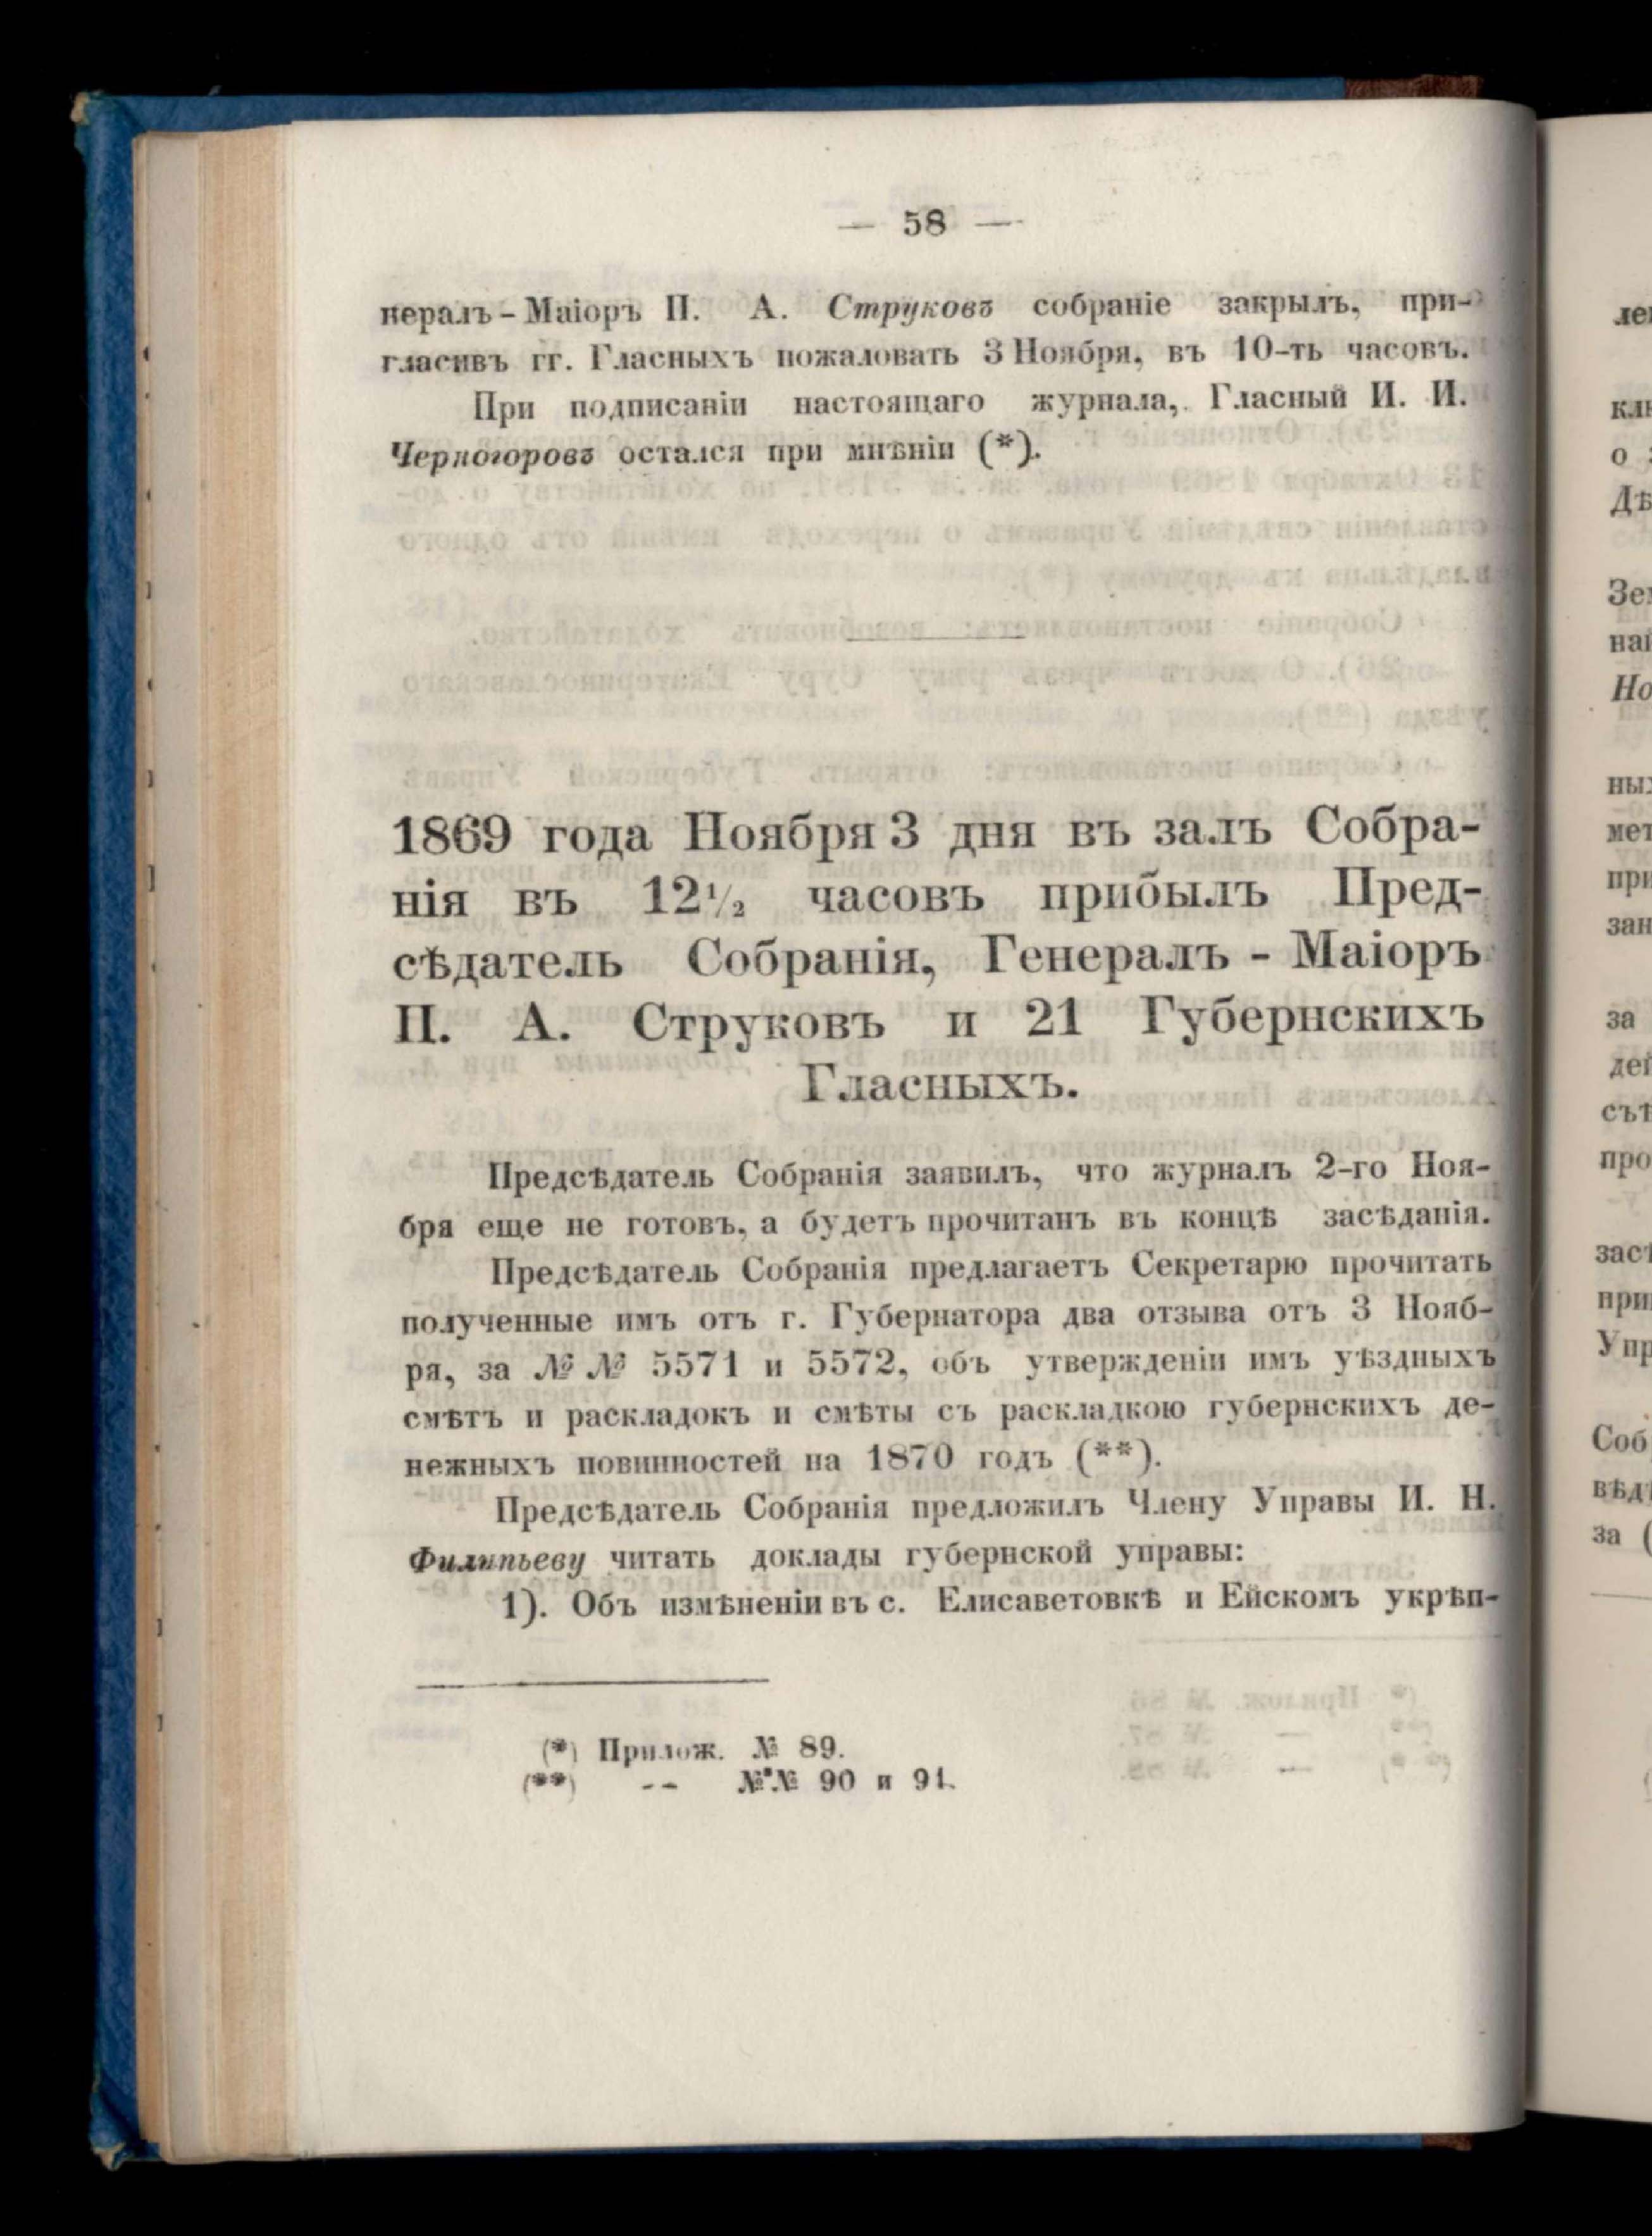 — 58 —
нералъ - Маіоръ П. А. Струковъ собраніе закрылъ, при-
гласивъ гг. Гласныхъ пожаловать 3 Ноября, въ 10-ть часовъ.
При подписаніи настоящаго журнала, Гласный И. И.
Черногоровъ остался при мнѣніи (*).
1869 года Ноября 3 дня въ залъ Собра-
нія въ 12½ часовъ прибылъ Пред-
сѣдатель Собранія, Генералъ - Маіоръ
П. А. Струковъ и 21 Губернскихъ
Гласныхъ.
Предсѣдатель Собранія заявилъ, что журналъ 2-го Ноя-
бря еще не готовъ, а будетъ прочитанъ въ концѣ засѣданія.
Предсѣдатель Собранія предлагаетъ Секретарю прочитать
полученные имъ отъ г. Губернатора два отзыва отъ 3 Нояб-
ря, за №№ 5571 и 5572, объ утвержденіи имъ уѣздныхъ
смѣтъ и раскладокъ и смѣты съ раскладкою губернскихъ де-
нежныхъ повинностей на 1870 годъ (**).
Предсѣдатель Собранія предложилъ Члену Управы И. Н.
Филипьеву читать доклады губернской управы:
1). Объ измѣненіи въ с. Елисаветовкѣ и Ейскомъ укрѣп-
(*) Прилож. № 89.
(**) -- №№ 90 и 91.